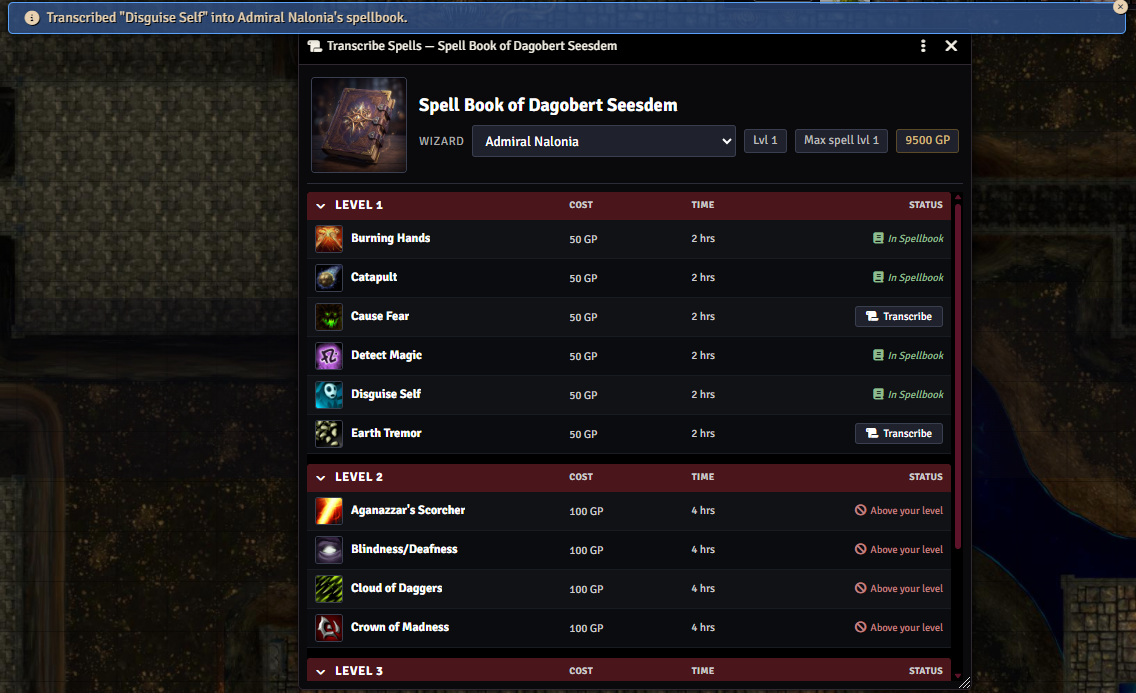 Transcribed "Disguise Self" into Admiral Nalonia's spellbook.
Transcribe Spells — Spell Book of Dagobert Seesdem
Spell Book of Dagobert Seesdem
WIZARD Admiral Nalonia Lvl 1 Max spell lvl 1 9500 GP
LEVEL 1 COST TIME STATUS
Burning Hands 50 GP 2 hrs In Spellbook
Catapult 50 GP 2 hrs In Spellbook
Cause Fear 50 GP 2 hrs Transcribe
Detect Magic 50 GP 2 hrs In Spellbook
Disguise Self 50 GP 2 hrs In Spellbook
Earth Tremor 50 GP 2 hrs Transcribe
LEVEL 2 COST TIME STATUS
Aganazzar's Scorcher 100 GP 4 hrs Above your level
Blindness/Deafness 100 GP 4 hrs Above your level
Cloud of Daggers 100 GP 4 hrs Above your level
Crown of Madness 100 GP 4 hrs Above your level
LEVEL 3 COST TIME STATUS